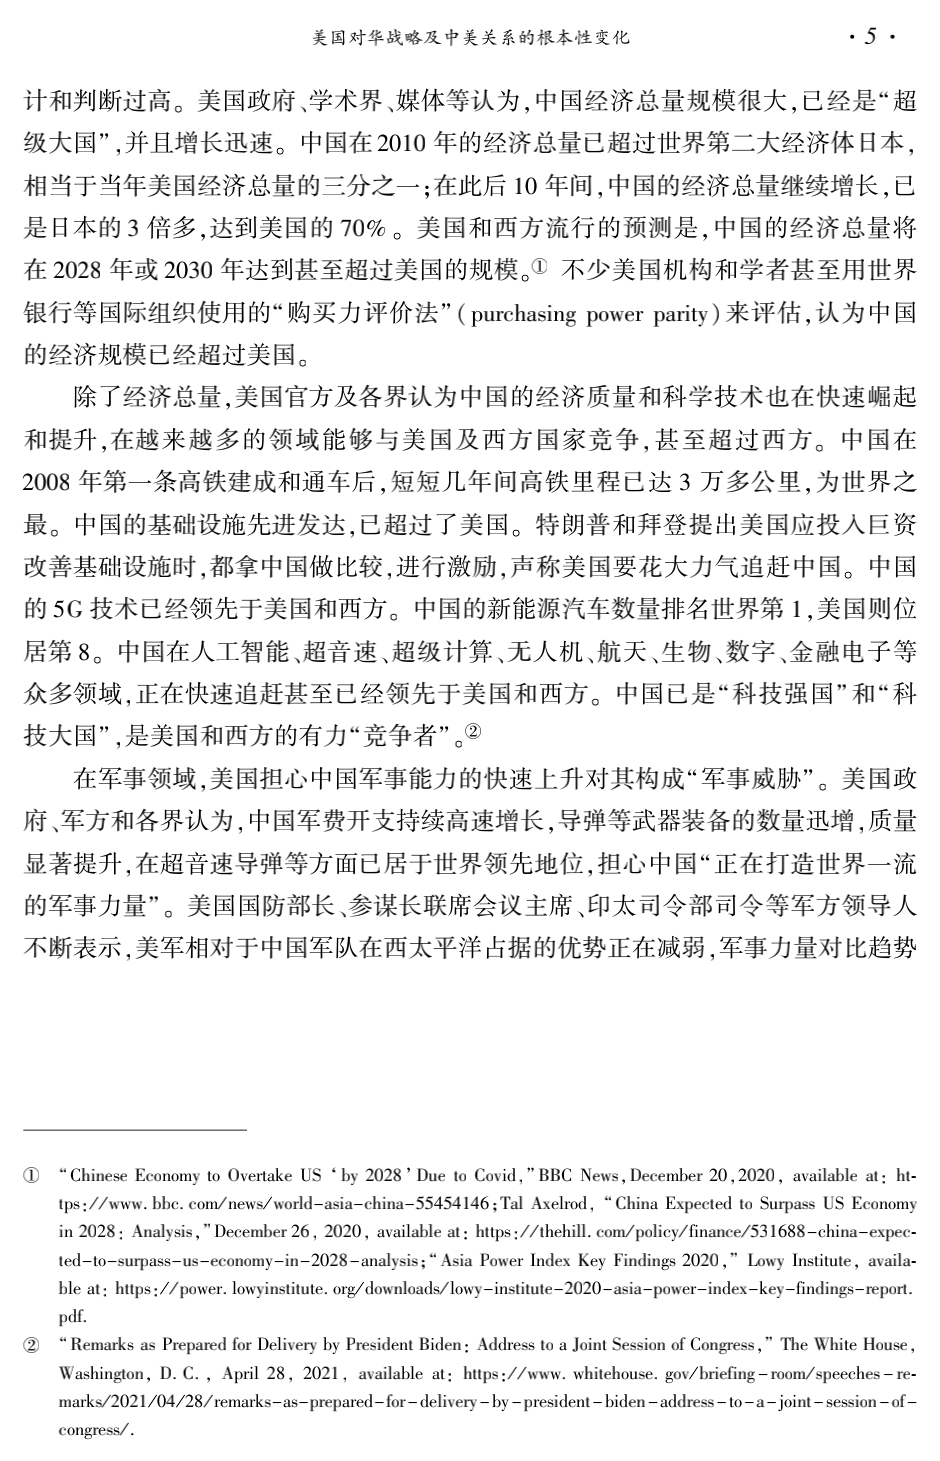 美国对华战略及中美关系的根本性变化 ·5·
计和判断过高。美国政府、学术界、媒体等认为,中国经济总量规模很大,已经是“超
级大国”,并且增长迅速。中国在2010年的经济总量已超过世界第二大经济体日本,
相当于当年美国经济总量的三分之一;在此后10年间,中国的经济总量继续增长,已
是日本的3倍多,达到美国的70%。美国和西方流行的预测是,中国的经济总量将
在2028年或2030年达到甚至超过美国的规模。① 不少美国机构和学者甚至用世界
银行等国际组织使用的“购买力评价法”(purchasing power parity)来评估,认为中国
的经济规模已经超过美国。
除了经济总量,美国官方及各界认为中国的经济质量和科学技术也在快速崛起
和提升,在越来越多的领域能够与美国及西方国家竞争,甚至超过西方。中国在
2008年第一条高铁建成和通车后,短短几年间高铁里程已达3万多公里,为世界之
最。中国的基础设施先进发达,已超过了美国。特朗普和拜登提出美国应投入巨资
改善基础设施时,都拿中国做比较,进行激励,声称美国要花大力气追赶中国。中国
的5G技术已经领先于美国和西方。中国的新能源汽车数量排名世界第1,美国则位
居第8。中国在人工智能、超音速、超级计算、无人机、航天、生物、数字、金融电子等
众多领域,正在快速追赶甚至已经领先于美国和西方。中国已是“科技强国”和“科
技大国”,是美国和西方的有力“竞争者”。②
在军事领域,美国担心中国军事能力的快速上升对其构成“军事威胁”。美国政
府、军方和各界认为,中国军费开支持续高速增长,导弹等武器装备的数量迅增,质量
显著提升,在超音速导弹等方面已居于世界领先地位,担心中国“正在打造世界一流
的军事力量”。美国国防部长、参谋长联席会议主席、印太司令部司令等军方领导人
不断表示,美军相对于中国军队在西太平洋占据的优势正在减弱,军事力量对比趋势
① “Chinese Economy to Overtake US ‘by 2028’Due to Covid,”BBC News,December 20,2020, available at: ht-
tps://www.bbc.com/news/world-asia-china-55454146;Tal Axelrod, “China Expected to Surpass US Economy
in 2028: Analysis,”December 26, 2020, available at: https://thehill.com/policy/finance/531688-china-expec-
ted-to-surpass-us-economy-in-2028-analysis;“Asia Power Index Key Findings 2020,” Lowy Institute, availa-
ble at: https://power.lowyinstitute.org/downloads/lowy-institute-2020-asia-power-index-key-findings-report.
pdf.
② “Remarks as Prepared for Delivery by President Biden: Address to a Joint Session of Congress,” The White House,
Washington, D.C., April 28, 2021, available at: https://www.whitehouse.gov/briefing-room/speeches-re-
marks/2021/04/28/remarks-as-prepared-for-delivery-by-president-biden-address-to-a-joint-session-of-
congress/.